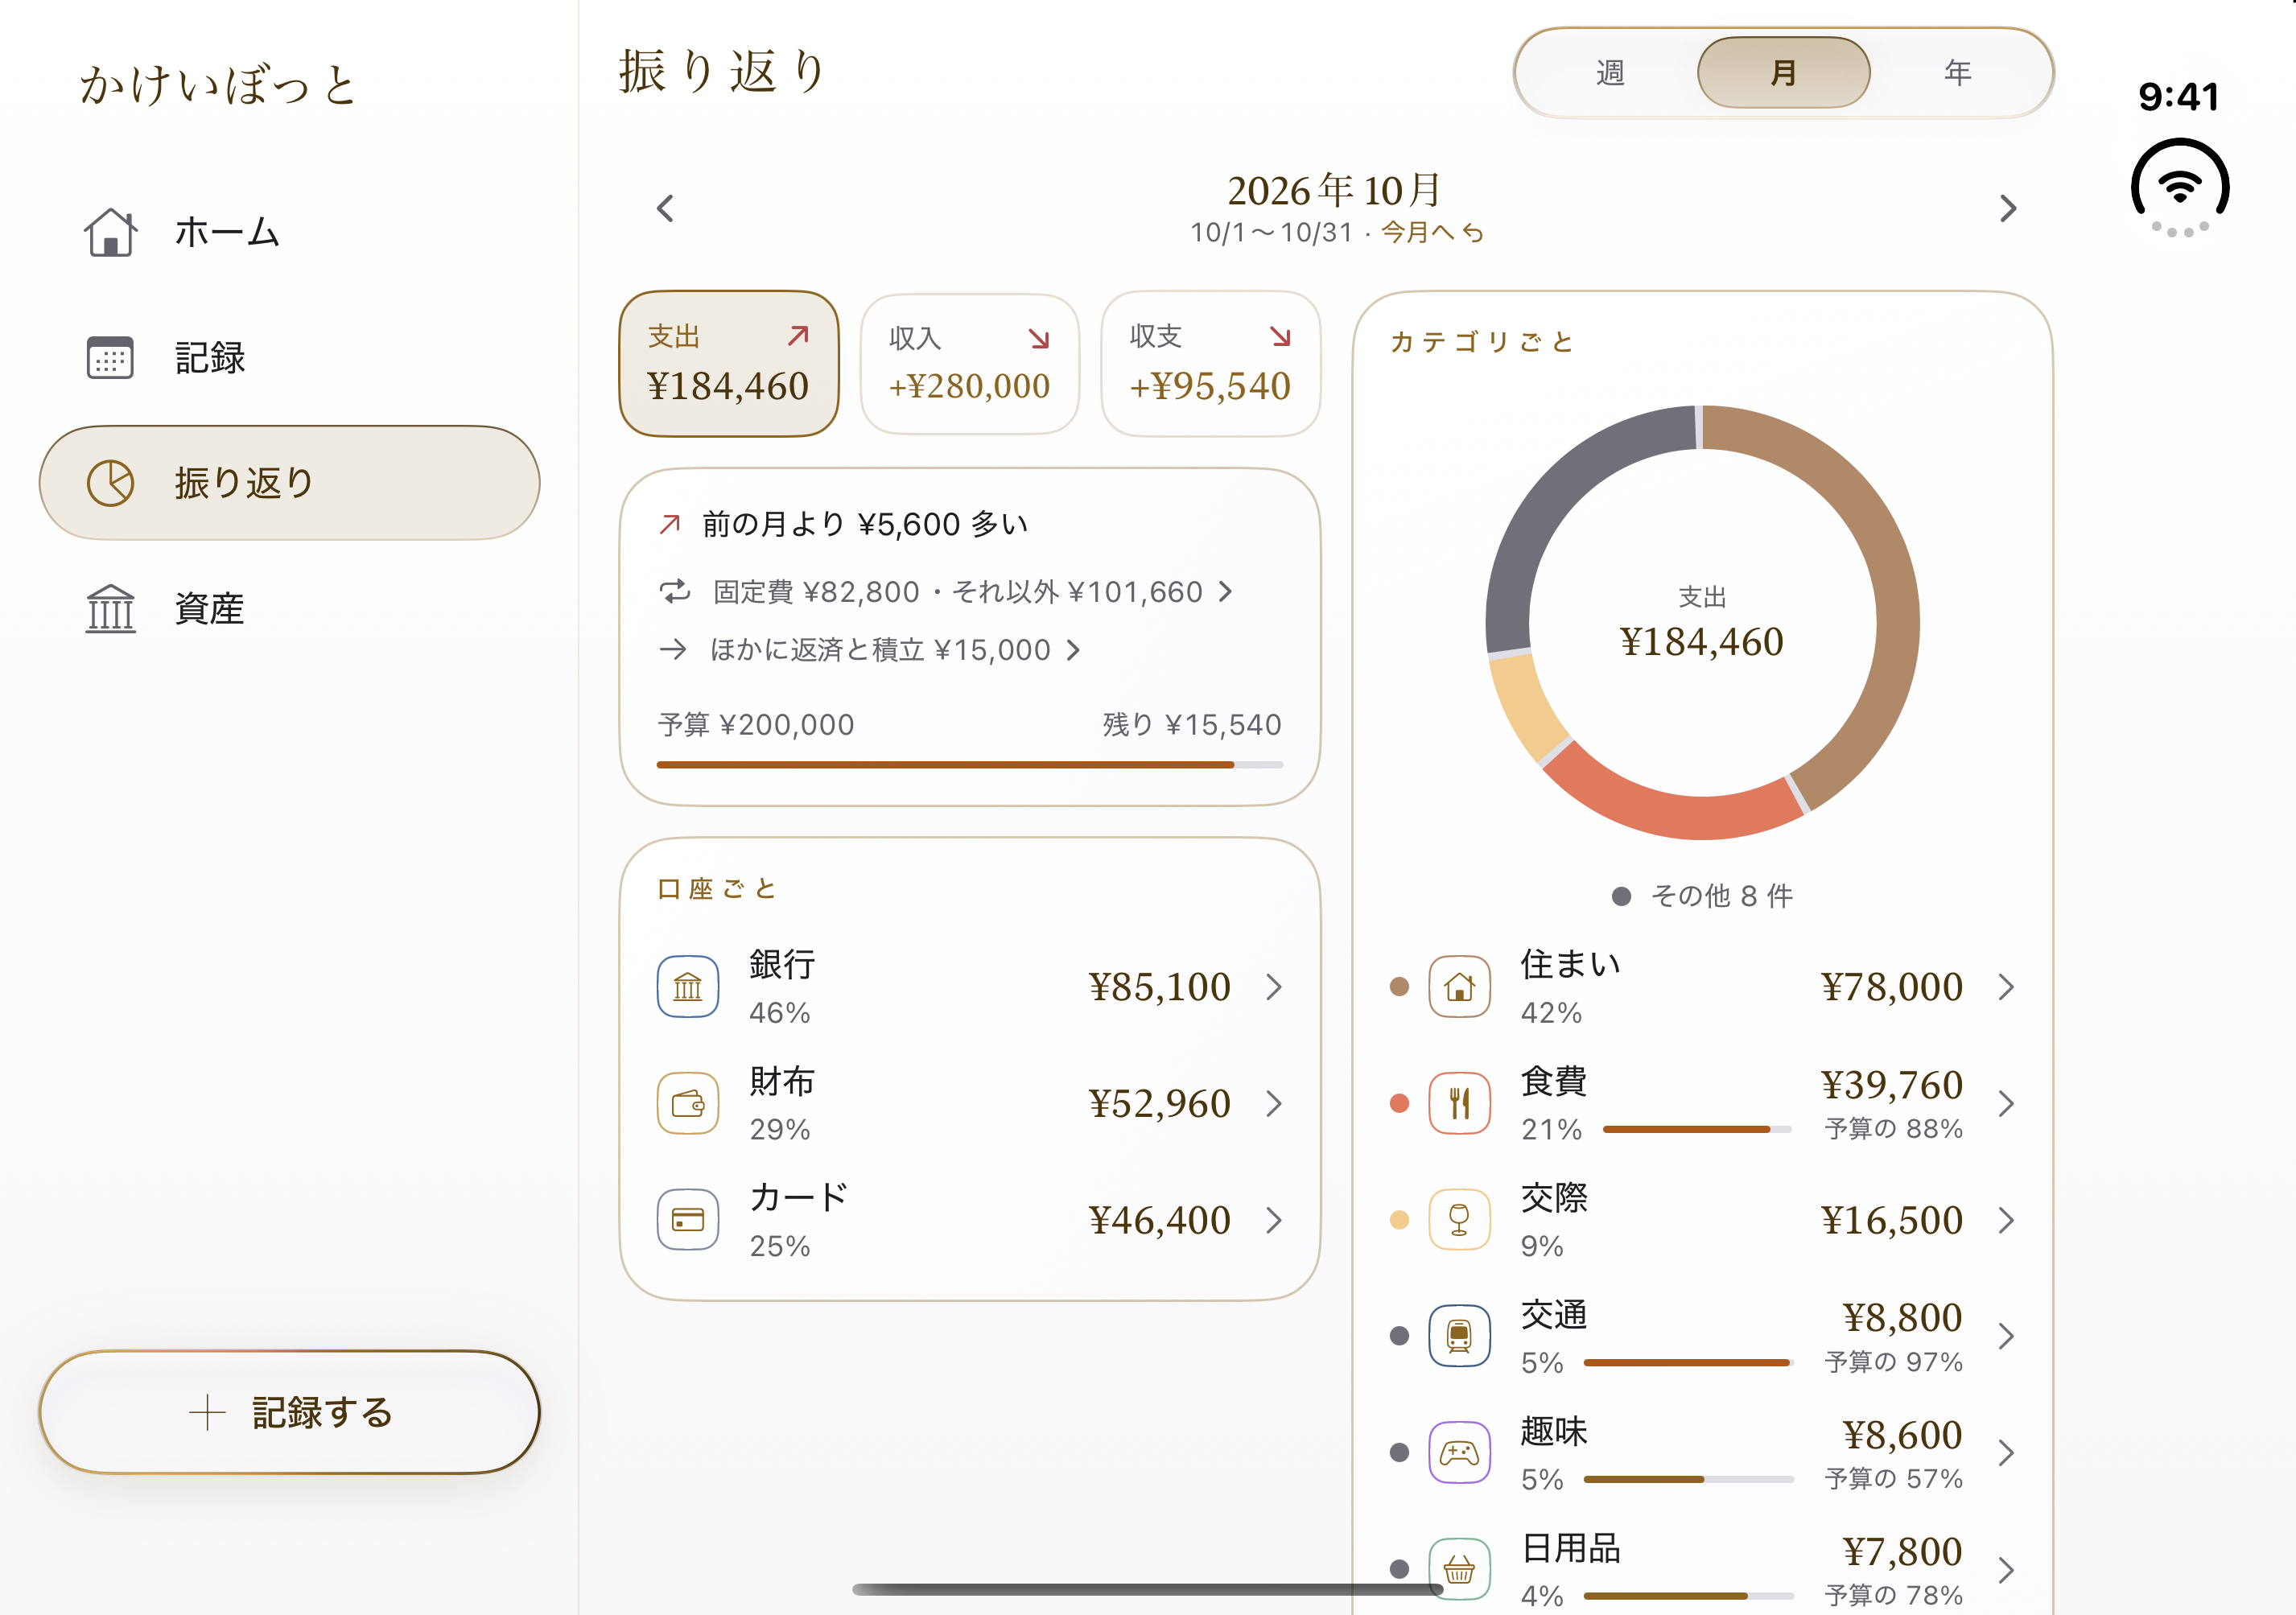 かけいぼっと
ホーム
記録
振り返り
資産
記録する
振り返り
週 月 年
9:41
2026年10月
10/1〜10/31 · 今月へ
支出
¥184,460
収入
+¥280,000
収支
+¥95,540
前の月より ¥5,600 多い
固定費 ¥82,800・それ以外 ¥101,660
ほかに返済と積立 ¥15,000
予算 ¥200,000 残り ¥15,540
口座ごと
銀行
46%
¥85,100
財布
29%
¥52,960
カード
25%
¥46,400
カテゴリごと
支出
¥184,460
その他 8 件
住まい
42%
¥78,000
食費
21%
¥39,760
予算の 88%
交際
9%
¥16,500
交通
5%
¥8,800
予算の 97%
趣味
5%
¥8,600
予算の 57%
日用品
4%
¥7,800
予算の 78%